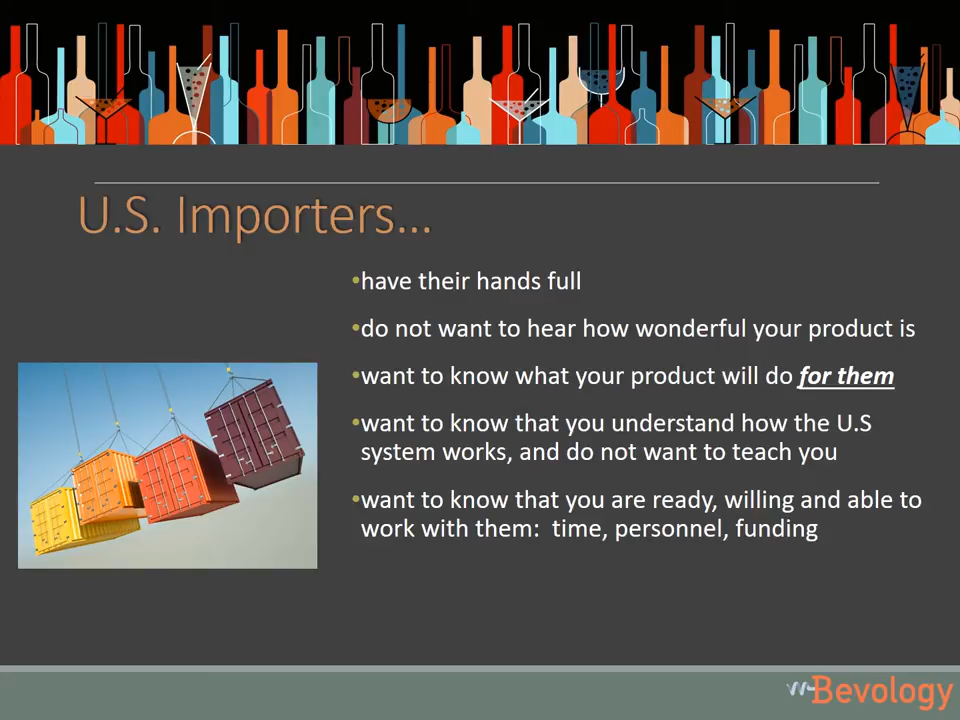 U.S. Importers...
•have their hands full
•do not want to hear how wonderful your product is
•want to know what your product will do for them
•want to know that you understand how the U.S
system works, and do not want to teach you
•want to know that you are ready, willing and able to
work with them:  time, personnel, funding
Bevology